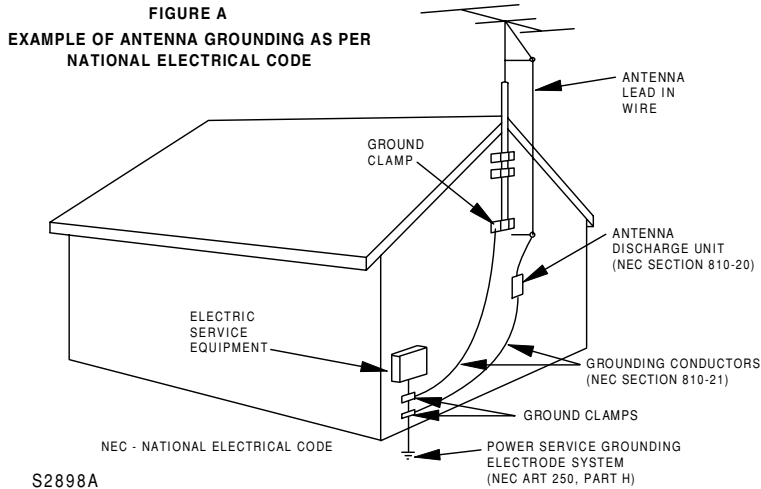 FIGURE A
EXAMPLE OF ANTENNA GROUNDING AS PER
NATIONAL ELECTRICAL CODE
ANTENNA
LEAD IN
WIRE
GROUND
CLAMP
ANTENNA
DISCHARGE UNIT
(NEC SECTION 810-20)
ELECTRIC
SERVICE
EQUIPMENT
GROUNDING CONDUCTORS
(NEC SECTION 810-21)
GROUND CLAMPS
NEC - NATIONAL ELECTRICAL CODE
POWER SERVICE GROUNDING
ELECTRODE SYSTEM
(NEC ART 250, PART H)
S2898A